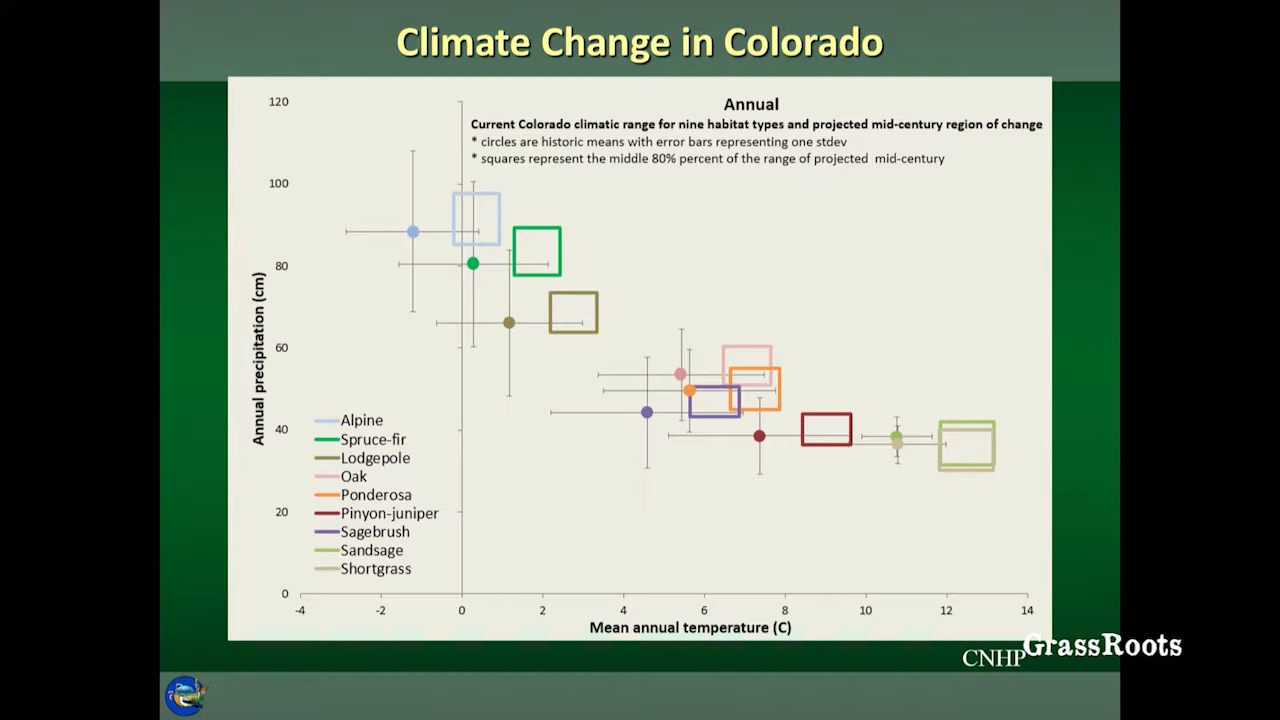 Climate Change in Colorado
Annual
Current Colorado climatic range for nine habitat types and projected mid-century region of change
* circles are historic means with error bars representing one stdev
* squares represent the middle 80% percent of the range of projected mid-century
120
100
80
60
40
20
0
Annual precipitation (cm)
Alpine
Spruce-fir
Lodgepole
Oak
Ponderosa
Pinyon-juniper
Sagebrush
Sandsage
Shortgrass
-4 -2 0 2 4 6 8 10 12 14
Mean annual temperature (C)
CNHP
GrassRoots